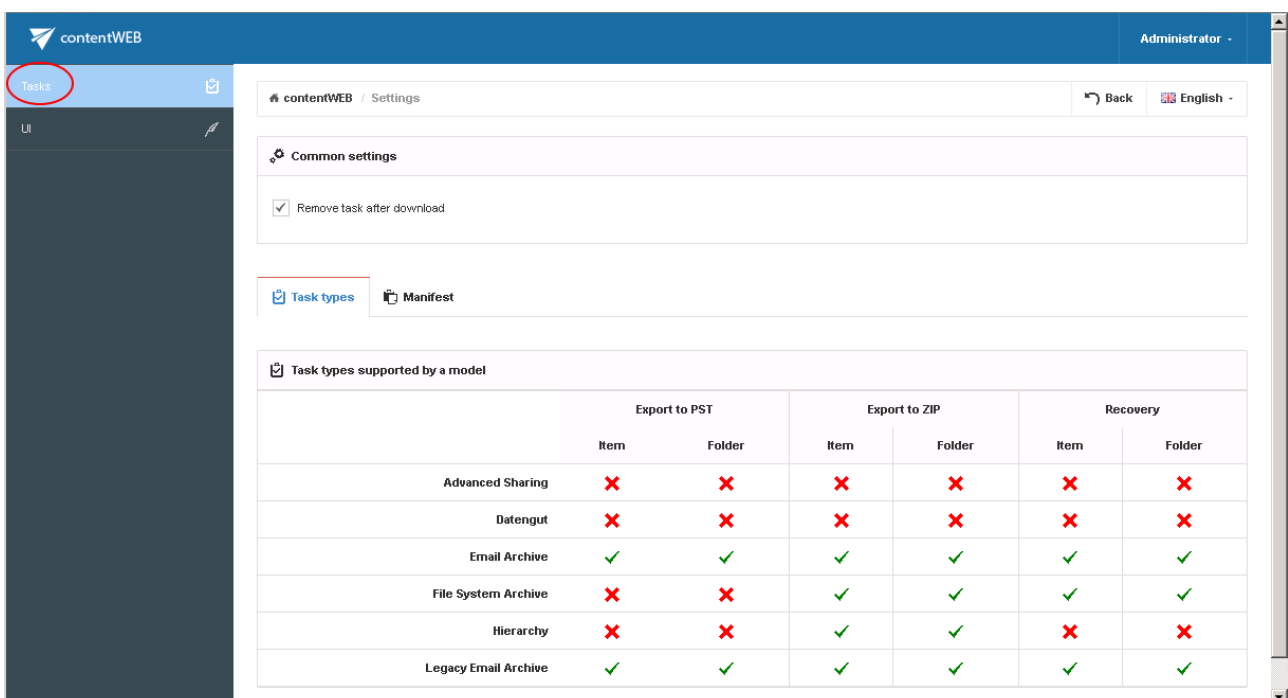 contentWEB
Administrator
Tasks
UI
contentWEB / Settings
Back
English
Common settings
Remove task after download
Task types
Manifest
Task types supported by a model
Export to PST Export to ZIP Recovery
Item Folder Item Folder Item Folder
Advanced Sharing
Datengut
Email Archive
File System Archive
Hierarchy
Legacy Email Archive